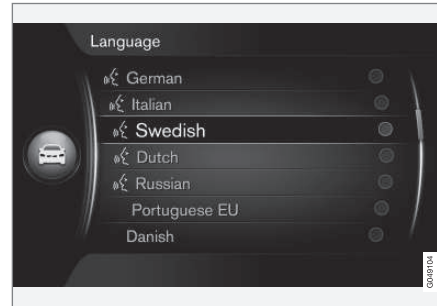 Language
German
Italian
Swedish
Dutch
Russian
Portuguese EU
Danish
G049104